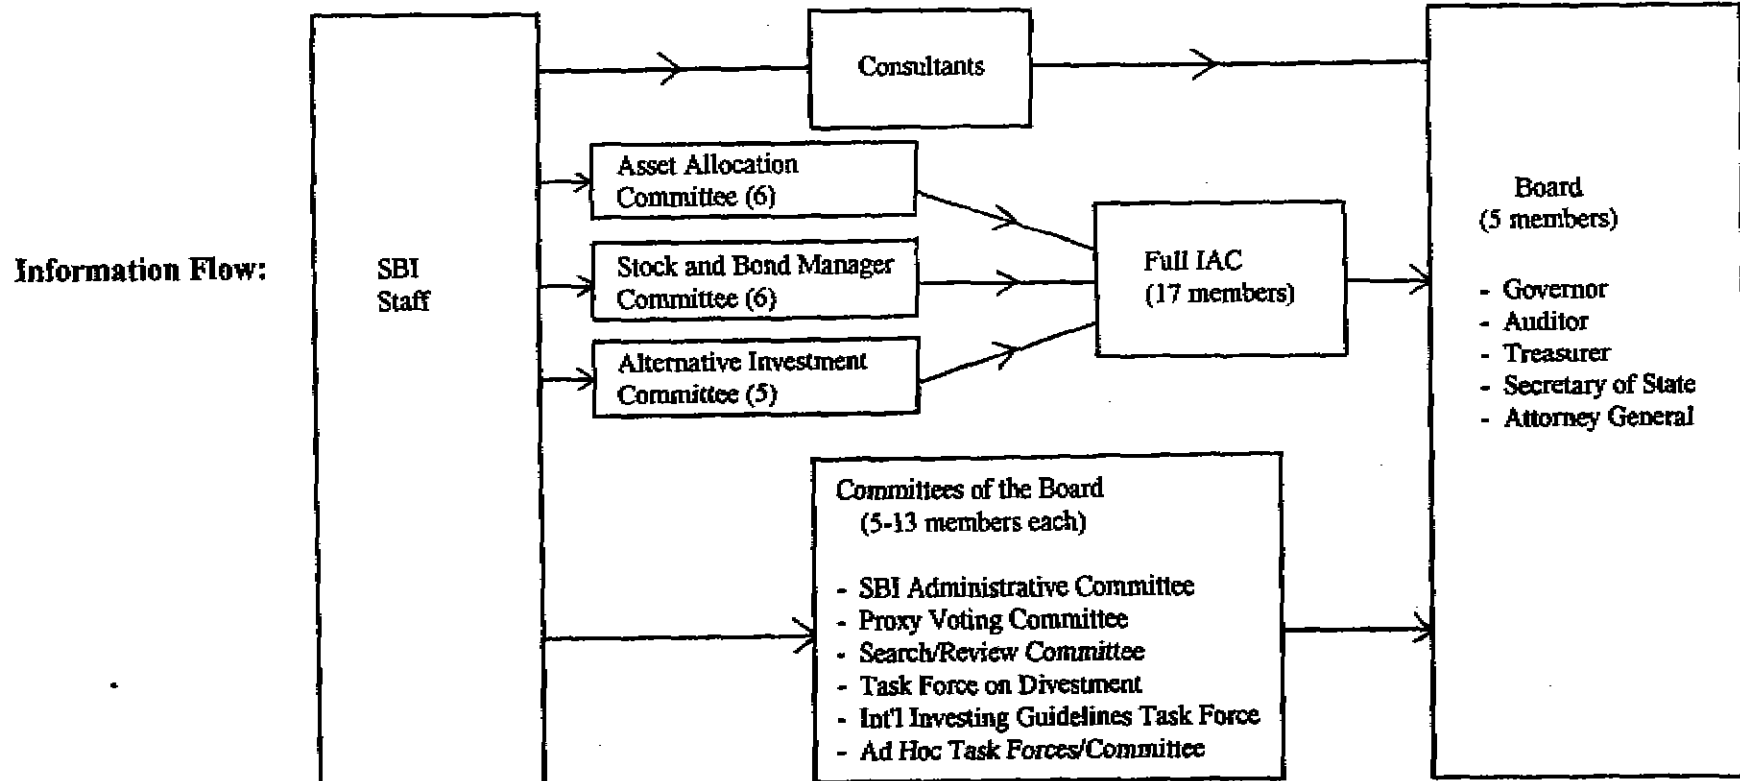 Information Flow:
SBI
Staff
Consultants
Asset Allocation
Committee (6)
Stock and Bond Manager
Committee (6)
Alternative Investment
Committee (5)
Full IAC
(17 members)
Committees of the Board
(5-13 members each)
- SBI Administrative Committee
- Proxy Voting Committee
- Search/Review Committee
- Task Force on Divestment
- Int'l Investing Guidelines Task Force
- Ad Hoc Task Forces/Committee
Board
(5 members)
- Governor
- Auditor
- Treasurer
- Secretary of State
- Attorney General